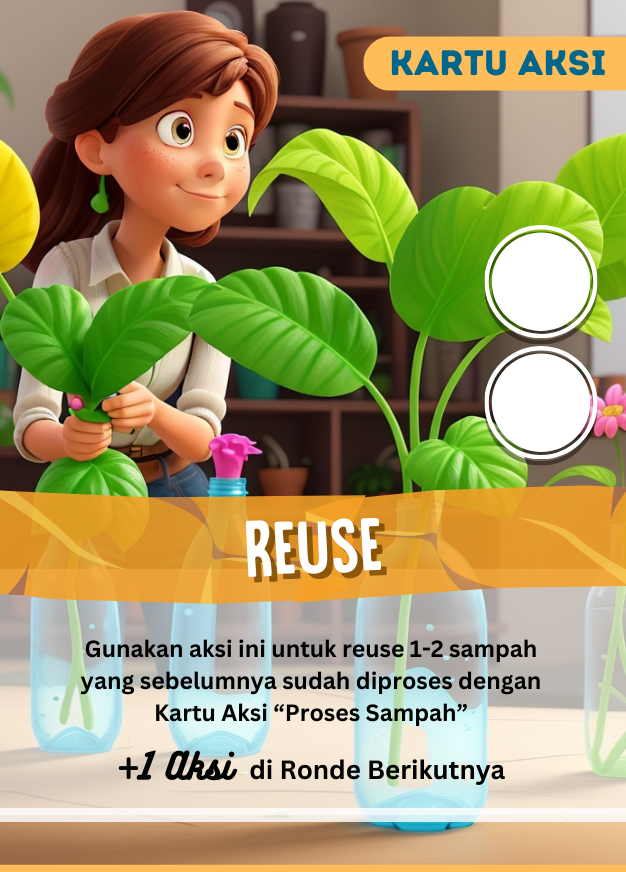 KARTU AKSI
REUSE
Gunakan aksi ini untuk reuse 1-2 sampah
yang sebelumnya sudah diproses dengan
Kartu Aksi “Proses Sampah”
+1 Aksi di Ronde Berikutnya